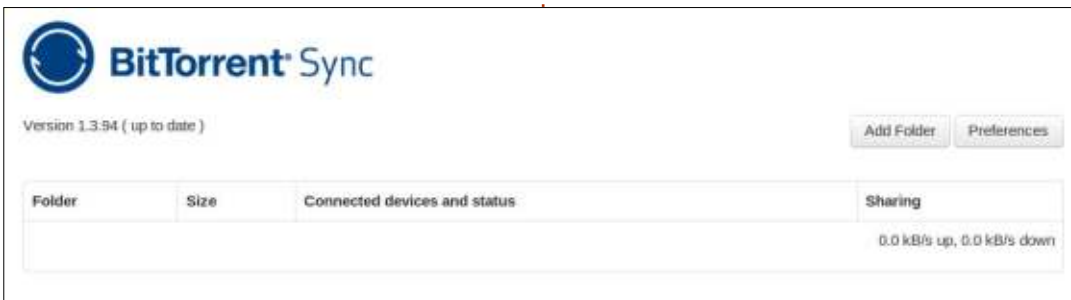 BitTorrent Sync
Version 1.3.94 ( up to date )
Add Folder Preferences
Folder Size Connected devices and status Sharing
0.0 kB/s up, 0.0 kB/s down